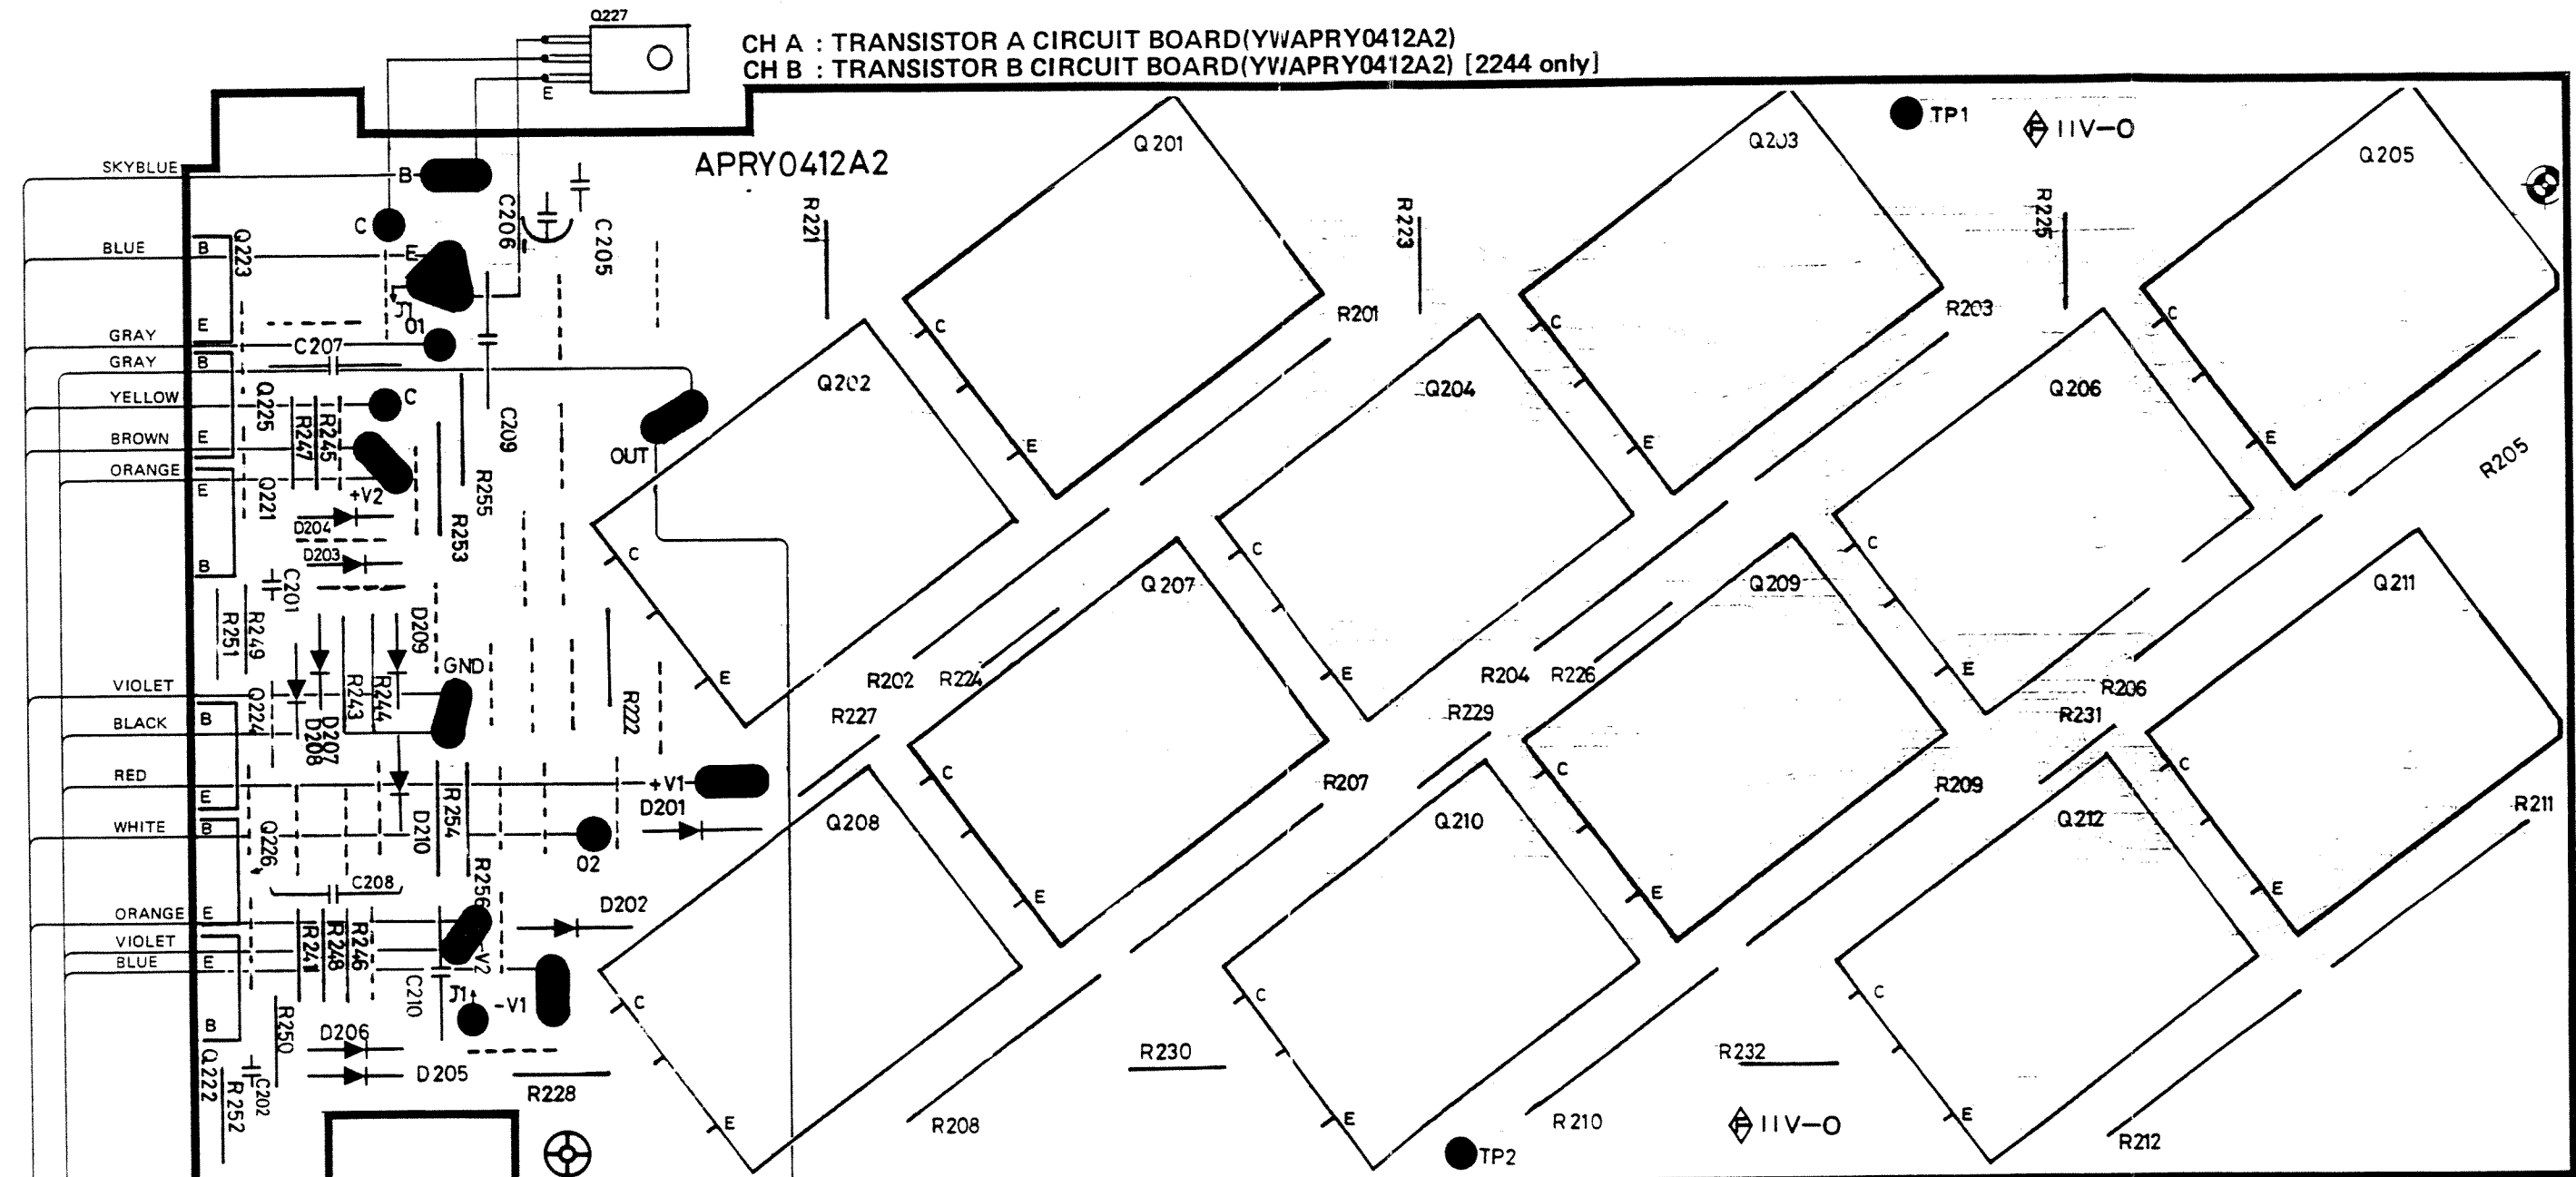 Q227
CH A : TRANSISTOR A CIRCUIT BOARD(YWAPRY0412A2)
CH B : TRANSISTOR B CIRCUIT BOARD(YWAPRY0412A2) [2244 only]
E
TP1
IIV-0
APRY0412A2
Q201
Q203
Q205
SKYBLUE
B
C
C206
C205
R221
R223
R225
BLUE
B
Q223
E
J1
01
E
GRAY
C207
R201
R203
C
C
C
GRAY
B
Q225
YELLOW
C
C209
Q202
Q204
Q206
BROWN
E
R247
R245
OUT
E
E
E
R205
ORANGE
E
Q221
+V2
R255
D204
R253
D203
B
C201
C
C
C
Q207
Q209
Q211
R251
R249
D209
GND
VIOLET
Q224
R243
R244
R222
E
E
E
R202
R224
R204
R226
R206
BLACK
B
D208
D207
R227
R229
R231
RED
E
+V1
D201
R207
R209
R211
C
C
C
WHITE
B
Q226
D210
R254
02
Q208
Q210
Q212
C208
R256
ORANGE
E
D202
E
E
E
VIOLET
R241
R248
R246
-V2
BLUE
E
C210
J1
-V1
C
C
C
B
R250
D206
Q222
D205
R228
R230
R232
R252
C202
E
E
E
R208
R210
R212
TP2
IIV-0